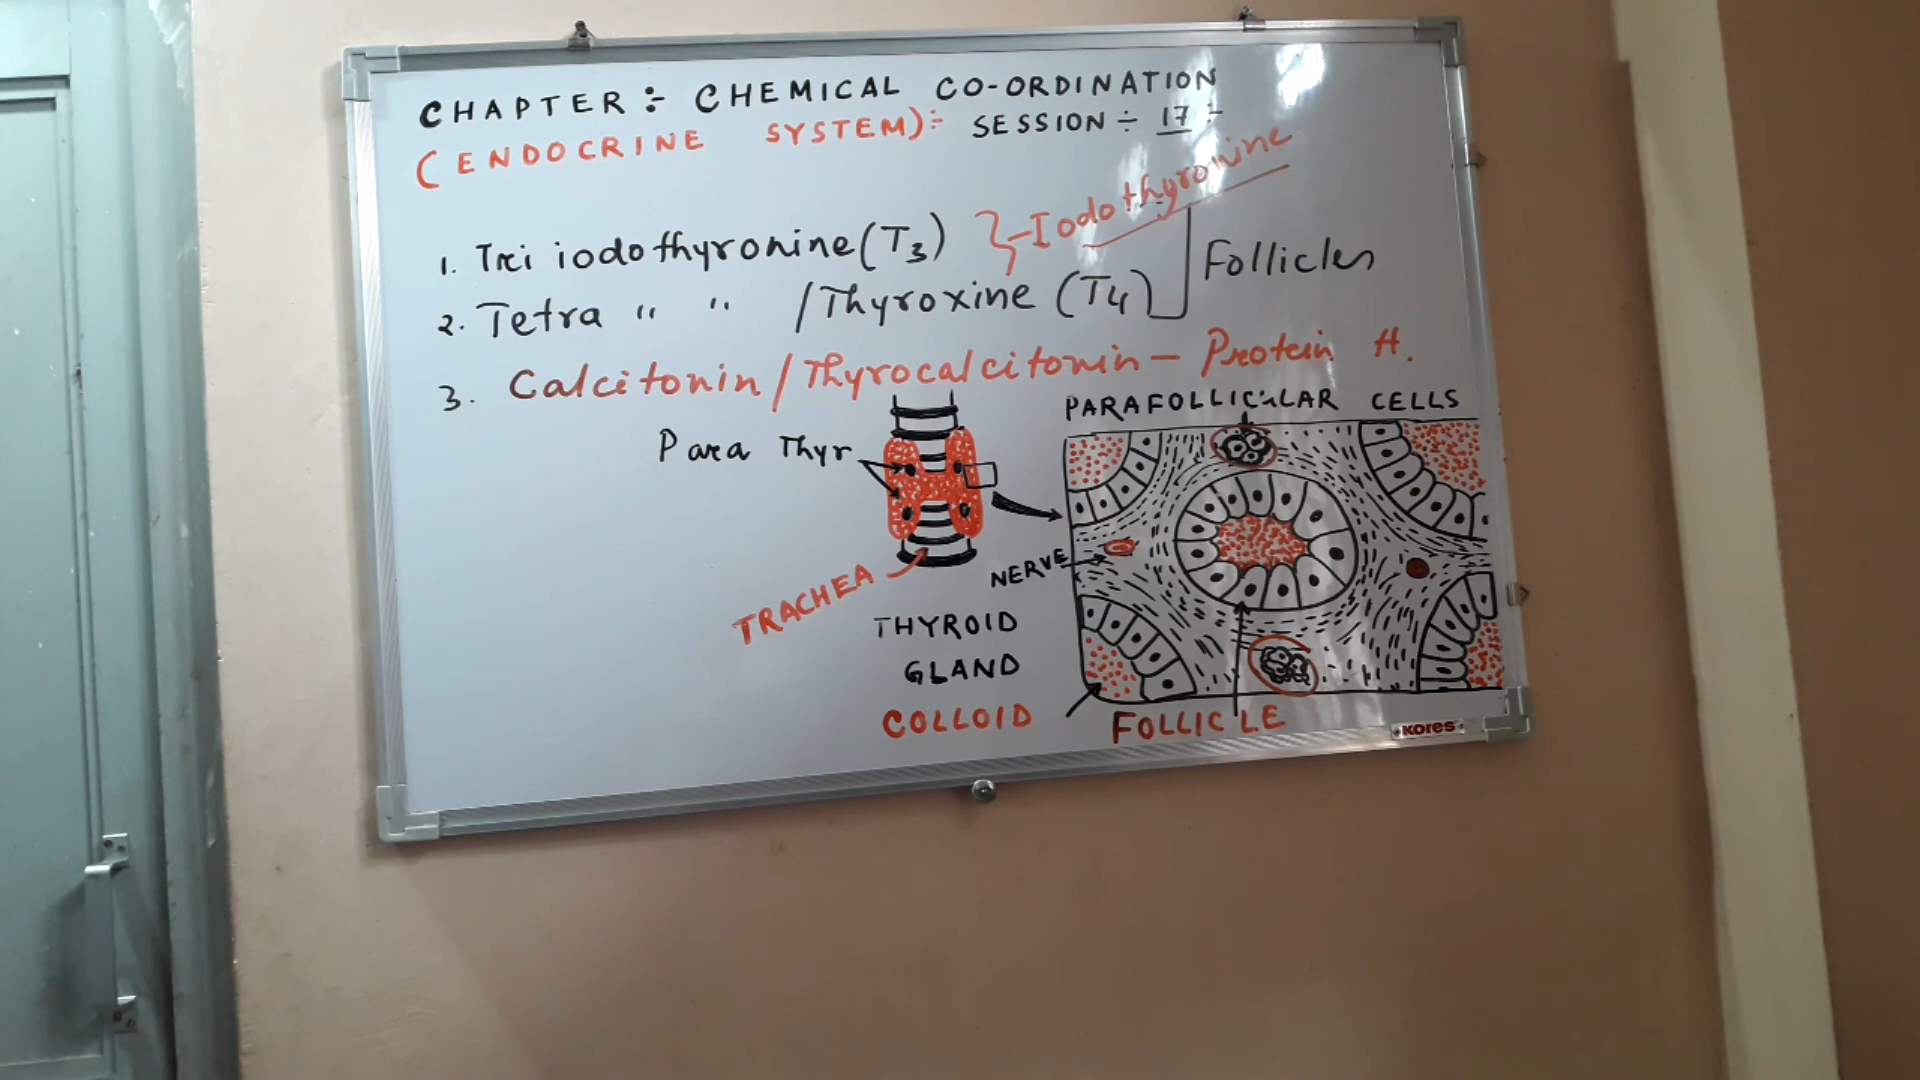 CHAPTER :- CHEMICAL CO-ORDINATION
(ENDOCRINE SYSTEM):- SESSION ÷ 17 ÷
1. Tri iodothyronine (T3) }-Iodothyronine
2. Tetra " " /Thyroxine (T4) ] Follicles
3. Calcitonin/Thyrocalcitonin - Protein H.
PARAFOLLICULAR CELLS
Para Thyr
NERVE
TRACHEA
THYROID
GLAND
COLLOID
FOLLICLE
KORES